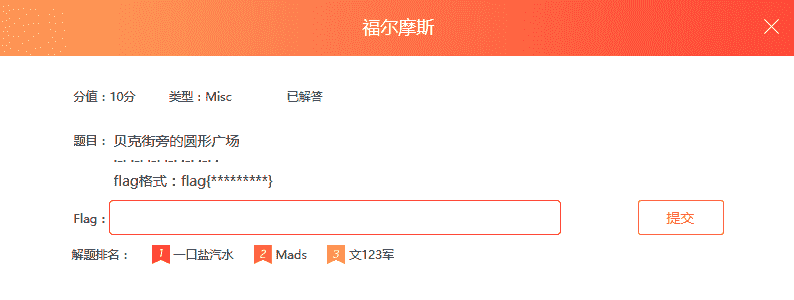 福尔摩斯
分值：10分 类型：Misc 已解答
题目： 贝克街旁的圆形广场
flag格式：flag{*********}
Flag：
提交
解题排名： 1 一口盐汽水 2 Mads 3 文123军